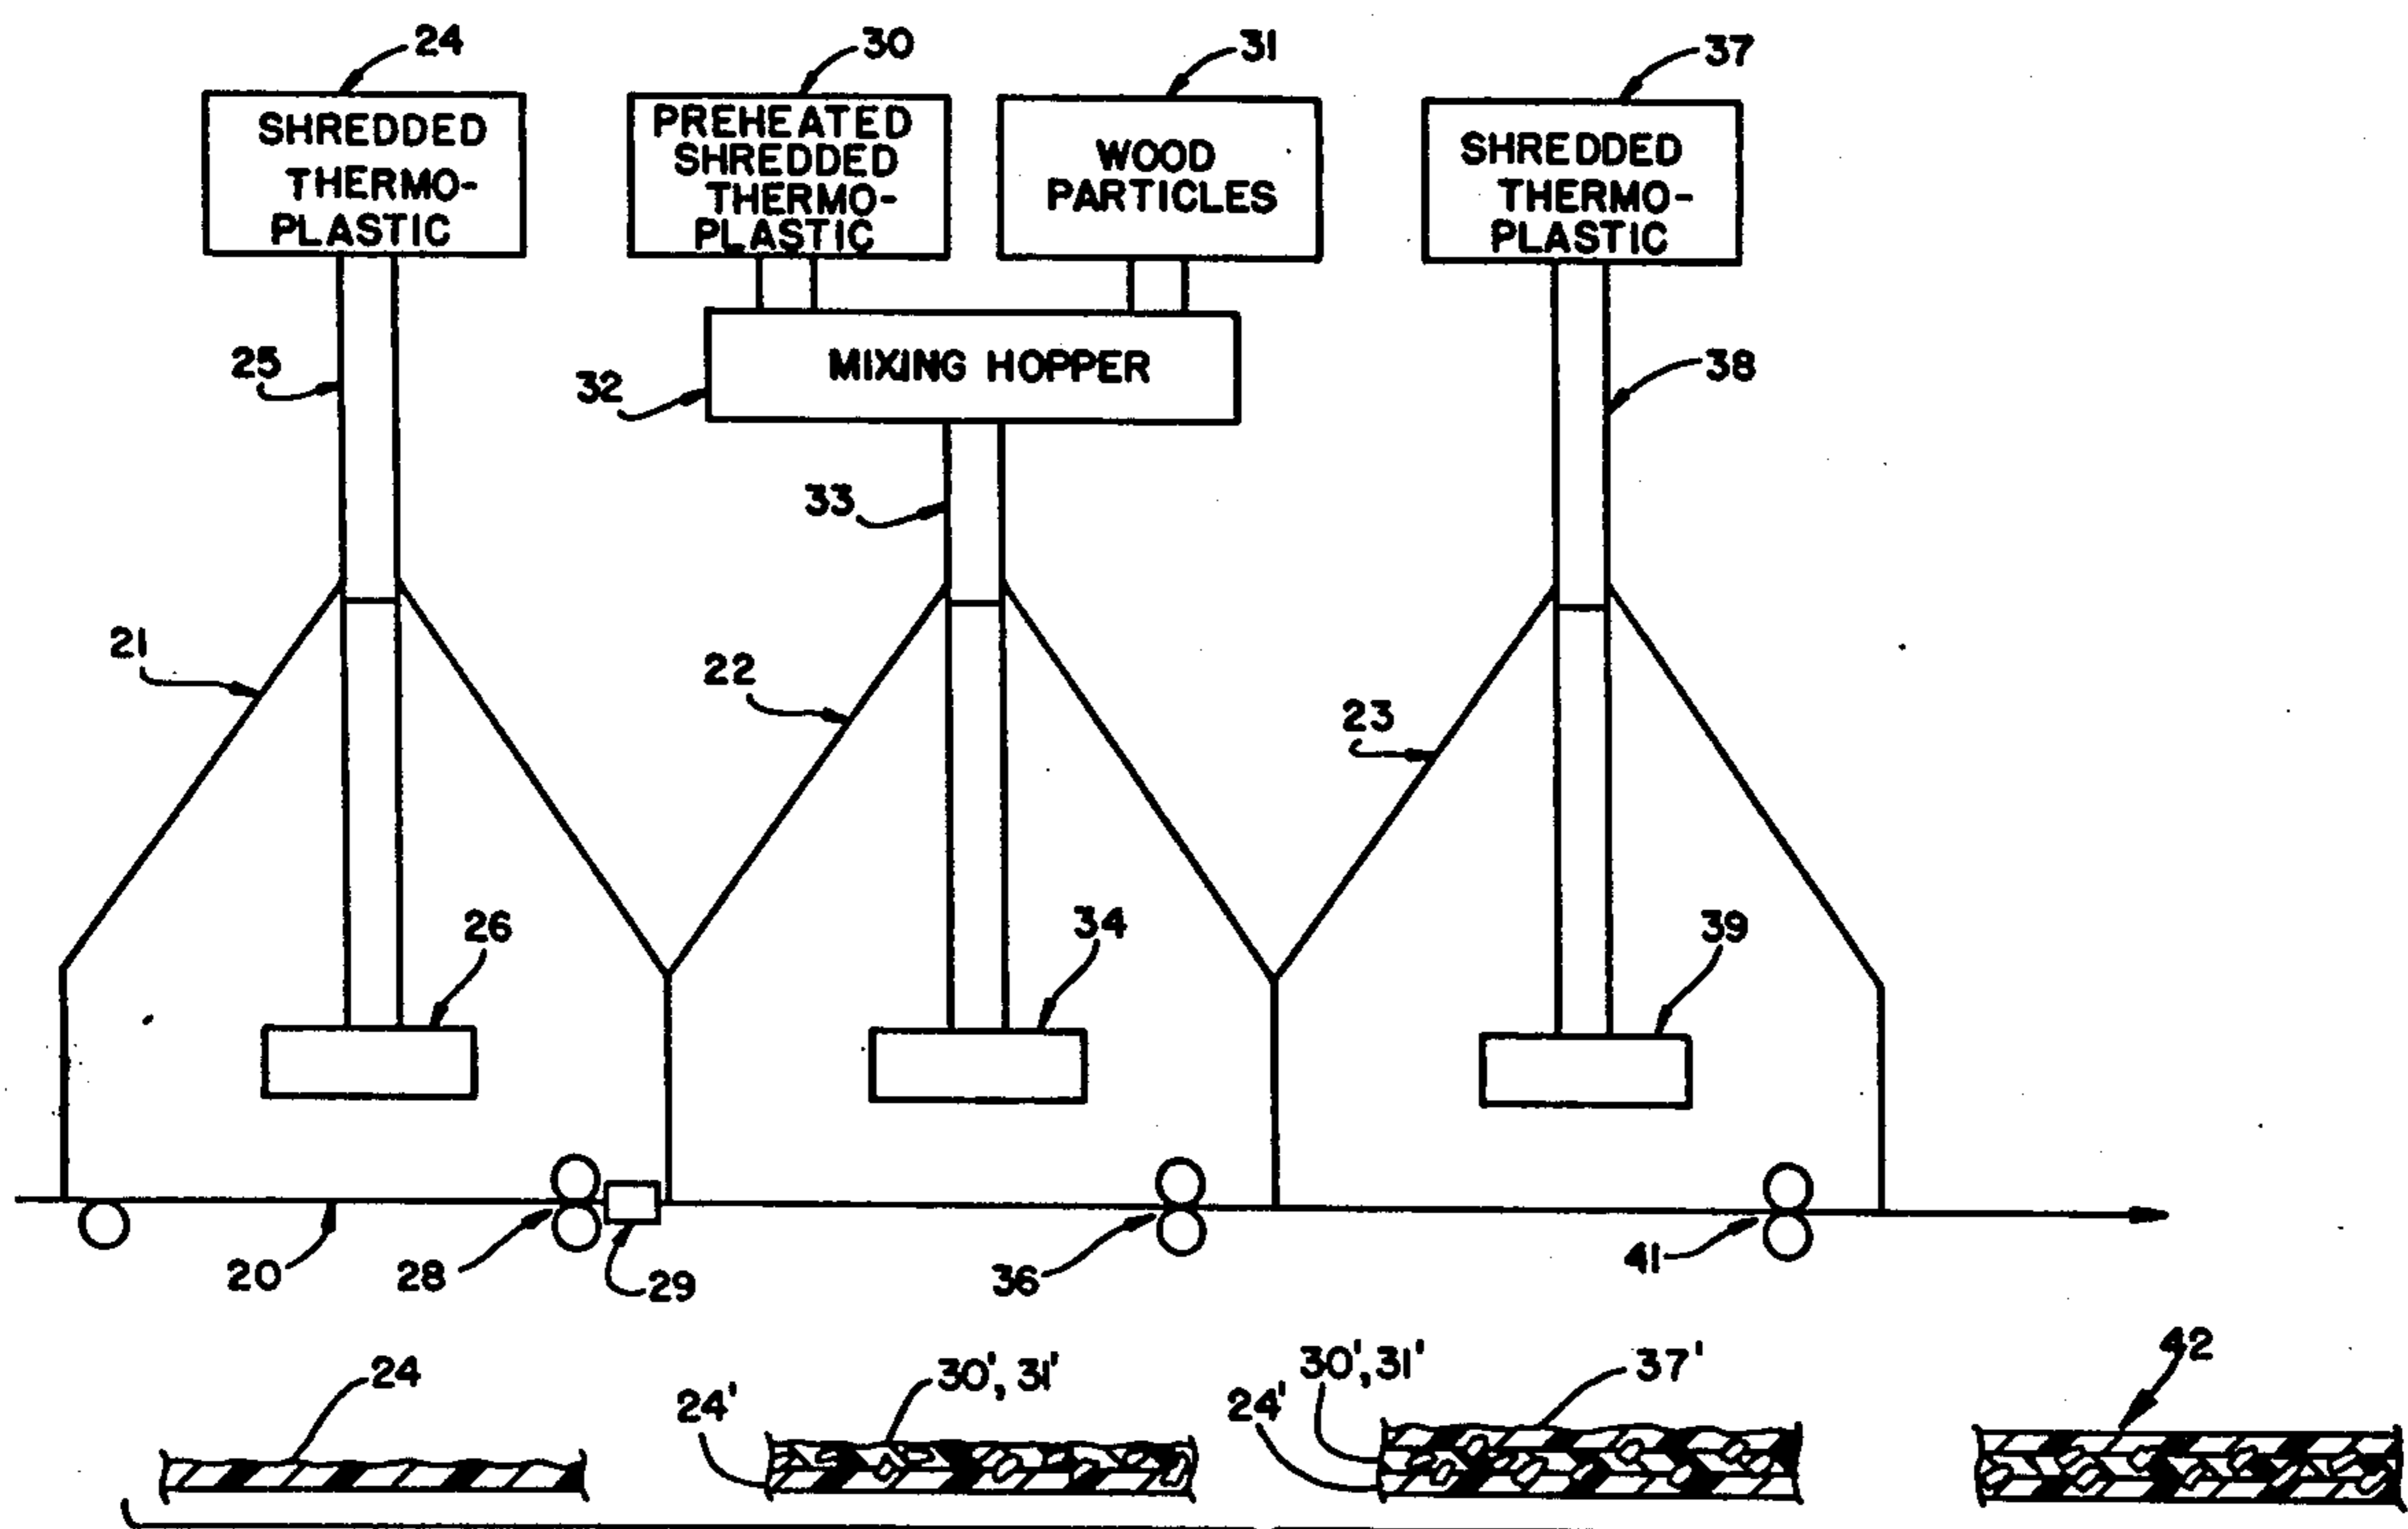 24
30
31
37
SHREDDED
THERMO-
PLASTIC
PREHEATED
SHREDDED
THERMO-
PLASTIC
WOOD
PARTICLES
SHREDDED
THERMO-
PLASTIC
25
32
MIXING HOPPER
38
33
21
22
23
26
34
39
20
28
29
36
41
24
24'
30', 31'
24'
30', 31'
37'
42